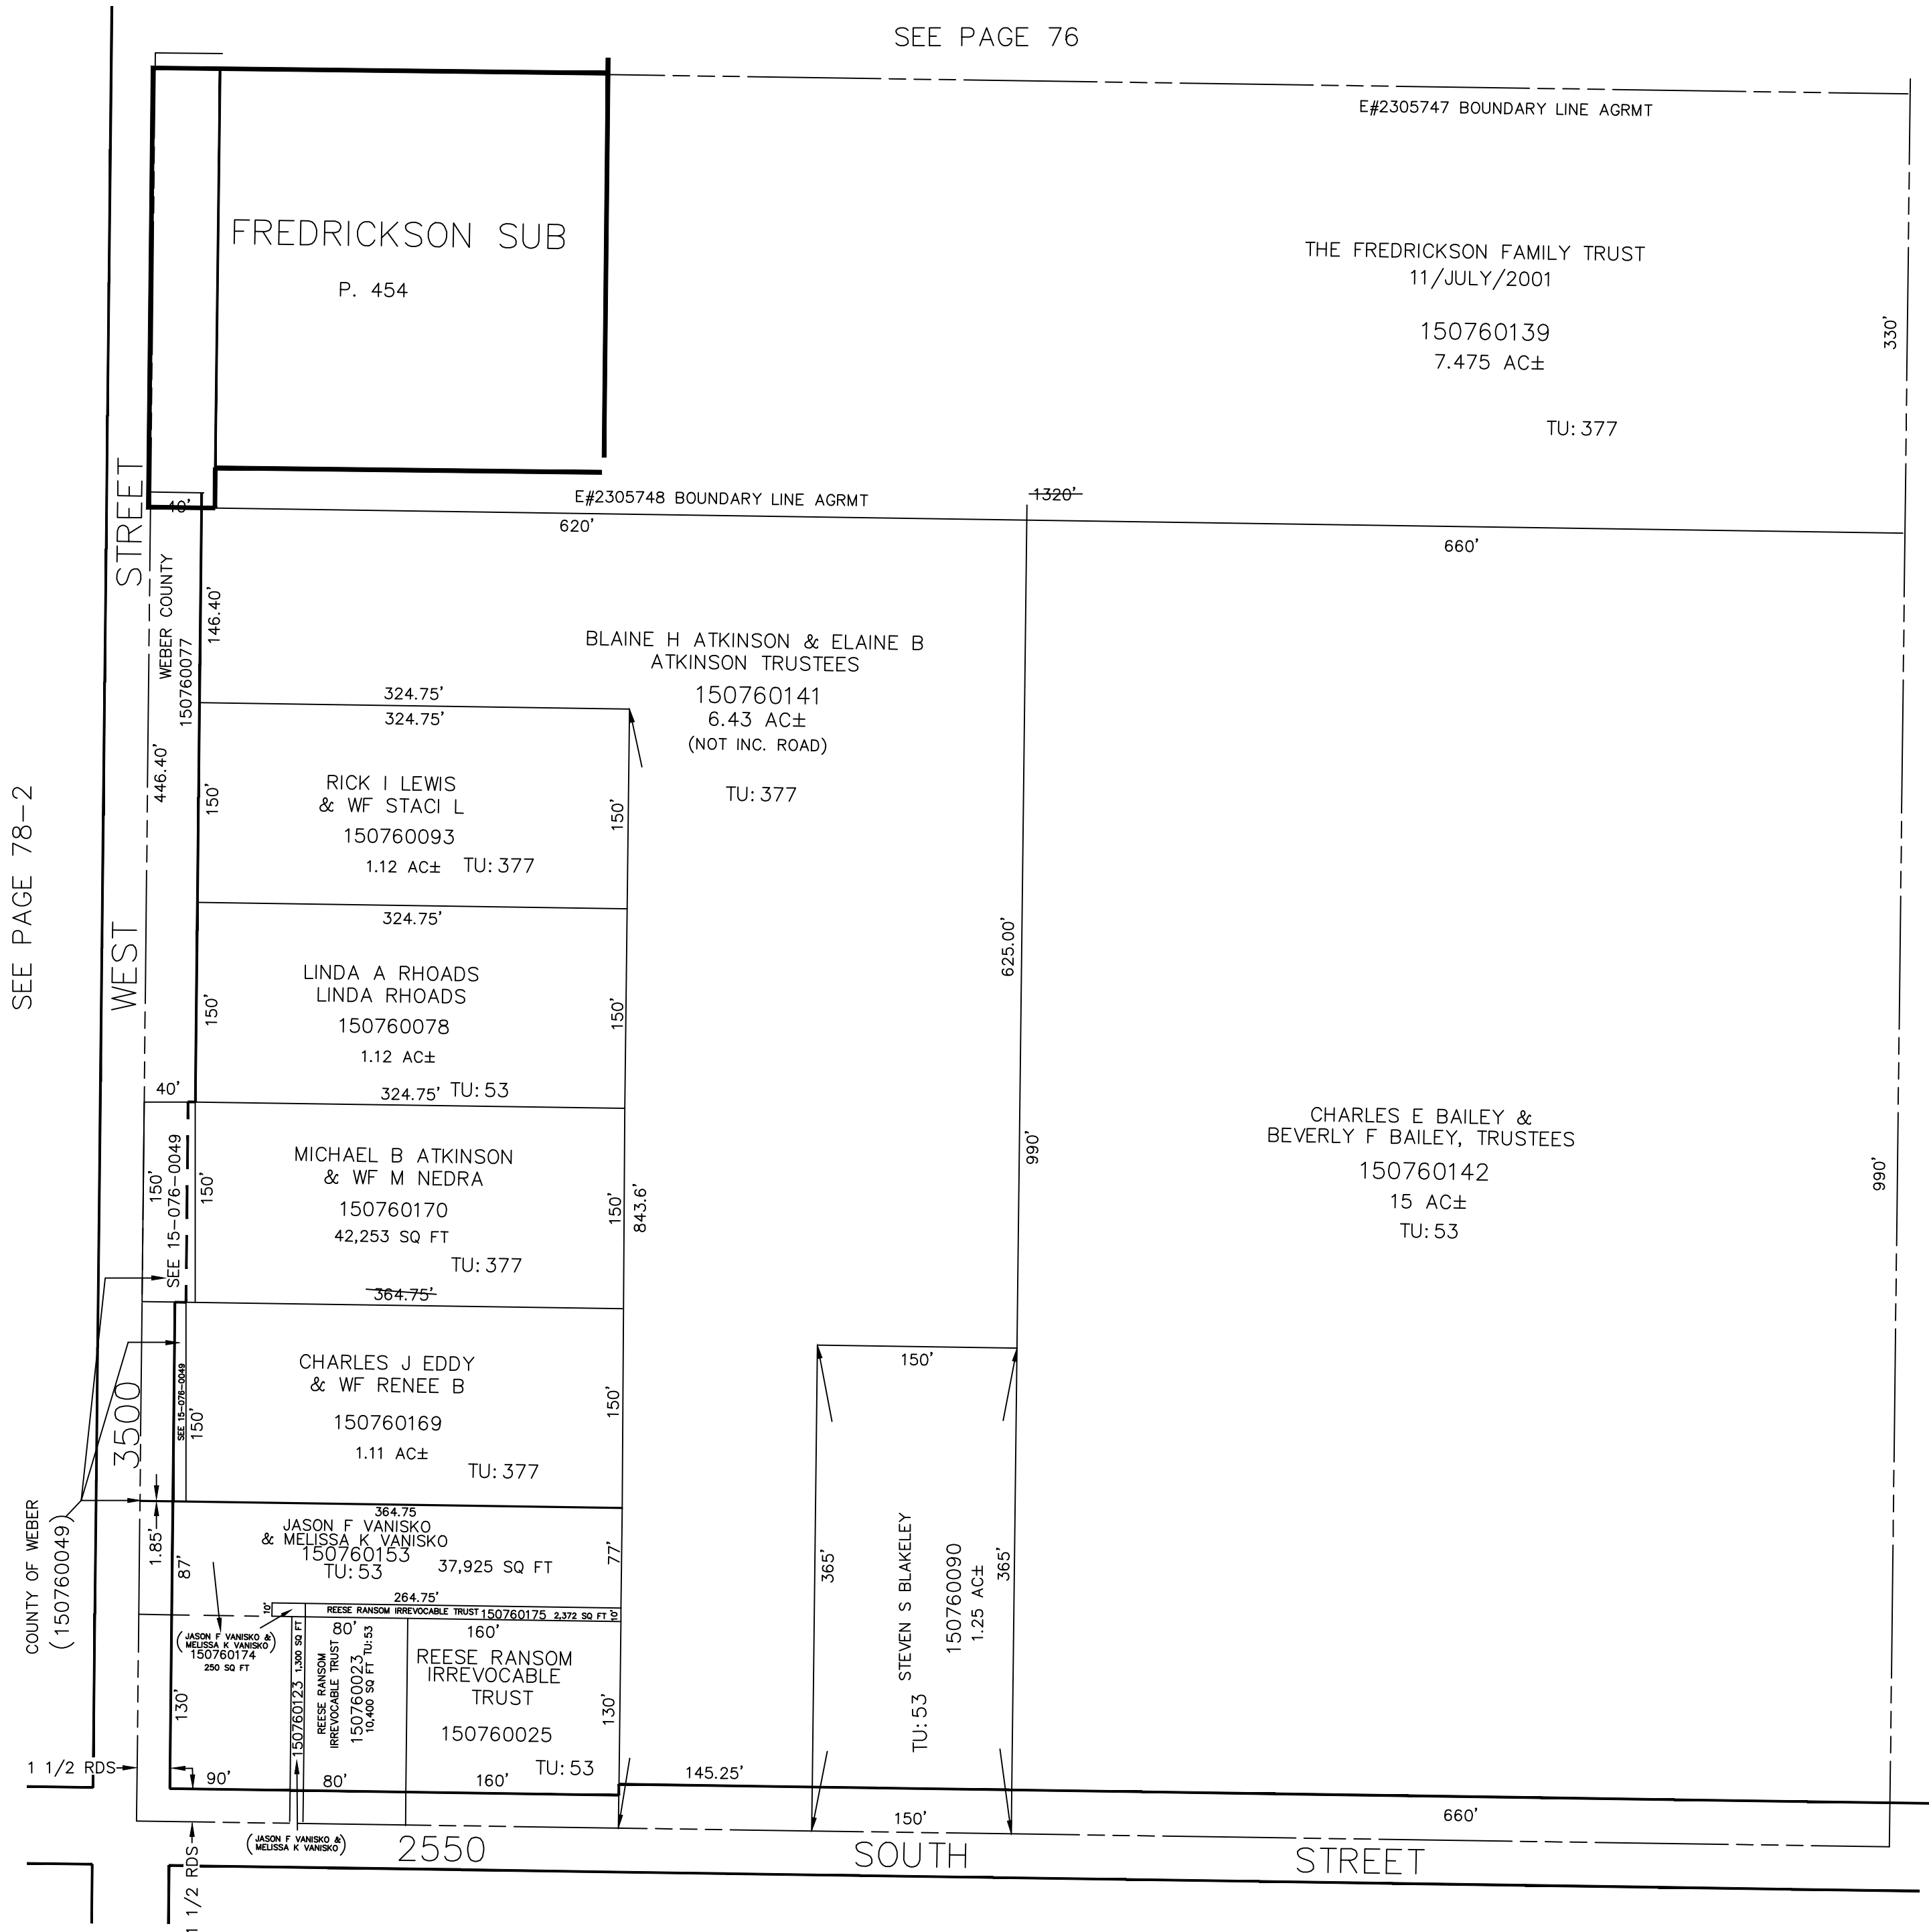 SEE PAGE 76
E#2305747 BOUNDARY LINE AGRMT
FREDRICKSON SUB
P. 454
THE FREDRICKSON FAMILY TRUST
11/JULY/2001
150760139
7.475 AC±
TU: 377
330'
E#2305748 BOUNDARY LINE AGRMT
1320'
40'
620'
660'
STREET
WEST
3500
SEE PAGE 78-2
WEBER COUNTY
150760077
146.40'
446.40'
BLAINE H ATKINSON & ELAINE B
ATKINSON TRUSTEES
150760141
6.43 AC±
(NOT INC. ROAD)
TU: 377
324.75'
324.75'
RICK I LEWIS
& WF STACI L
150760093
1.12 AC± TU: 377
150'
150'
324.75'
LINDA A RHOADS
LINDA RHOADS
150760078
1.12 AC±
324.75' TU: 53
150'
150'
625.00'
990'
40'
MICHAEL B ATKINSON
& WF M NEDRA
150760170
42,253 SQ FT
TU: 377
364.75'
150'
SEE 15-076-0049
150'
150'
843.6'
CHARLES E BAILEY &
BEVERLY F BAILEY, TRUSTEES
150760142
15 AC±
TU: 53
990'
CHARLES J EDDY
& WF RENEE B
150760169
1.11 AC±
TU: 377
SEE 15-076-0049
150'
150'
150'
364.75
JASON F VANISKO
& MELISSA K VANISKO
150760153
TU: 53
37,925 SQ FT
1.85'
87'
77'
COUNTY OF WEBER
(150760049)
264.75'
10'
REESE RANSOM IRREVOCABLE TRUST 150760175 2,372 SQ FT
10'
(JASON F VANISKO &
MELISSA K VANISKO)
150760174
250 SQ FT
130'
150760123 1,300 SQ FT
80'
REESE RANSOM
IRREVOCABLE TRUST
150760023
10,400 SQ FT TU: 53
160'
REESE RANSOM
IRREVOCABLE
TRUST
150760025
TU: 53
130'
365'
STEVEN S BLAKELEY
150760090
1.25 AC±
365'
TU: 53
1 1/2 RDS
90'
80'
160'
145.25'
150'
660'
(JASON F VANISKO &
MELISSA K VANISKO)
1 1/2 RDS
2550 SOUTH STREET